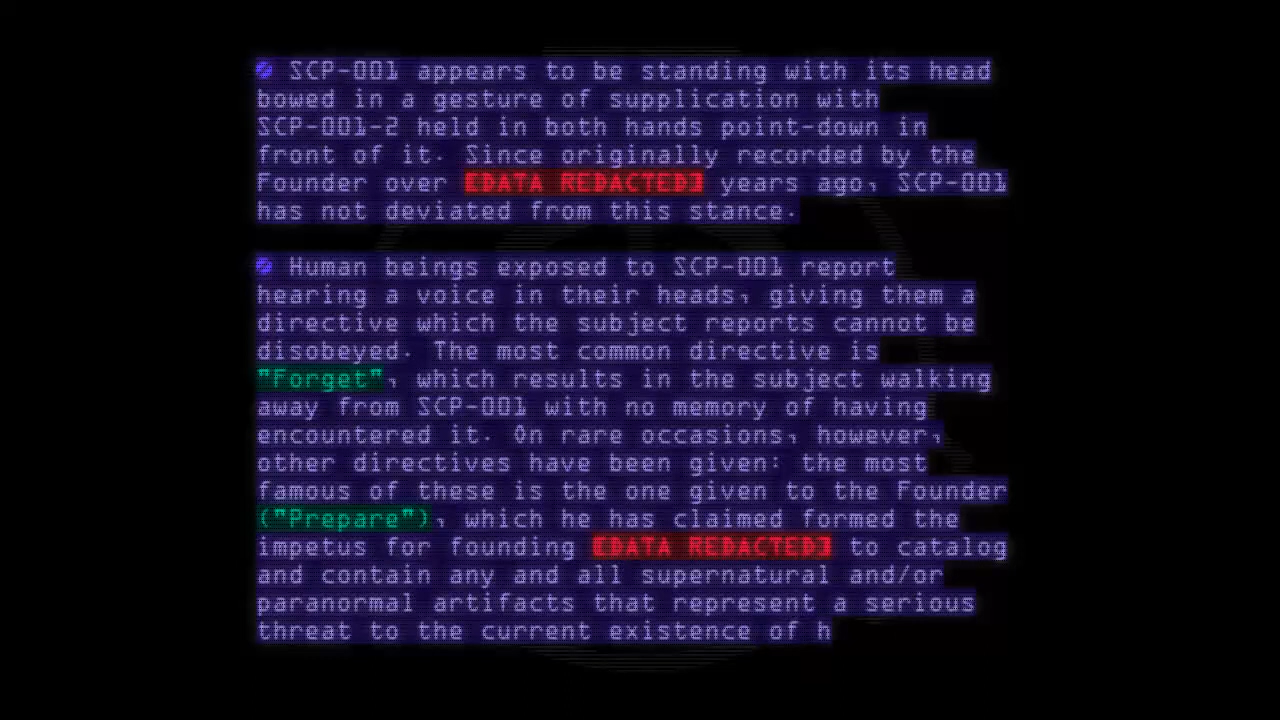 SCP-001 appears to be standing with its head
bowed in a gesture of supplication with
SCP-001-2 held in both hands point-down in
front of it. Since originally recorded by the
Founder over [DATA REDACTED] years ago, SCP-001
has not deviated from this stance.
Human beings exposed to SCP-001 report
hearing a voice in their heads, giving them a
directive which the subject reports cannot be
disobeyed. The most common directive is
"Forget", which results in the subject walking
away from SCP-001 with no memory of having
encountered it. On rare occasions, however,
other directives have been given: the most
famous of these is the one given to the Founder
("Prepare"), which he has claimed formed the
impetus for founding [DATA REDACTED] to catalog
and contain any and all supernatural and/or
paranormal artifacts that represent a serious
threat to the current existence of h